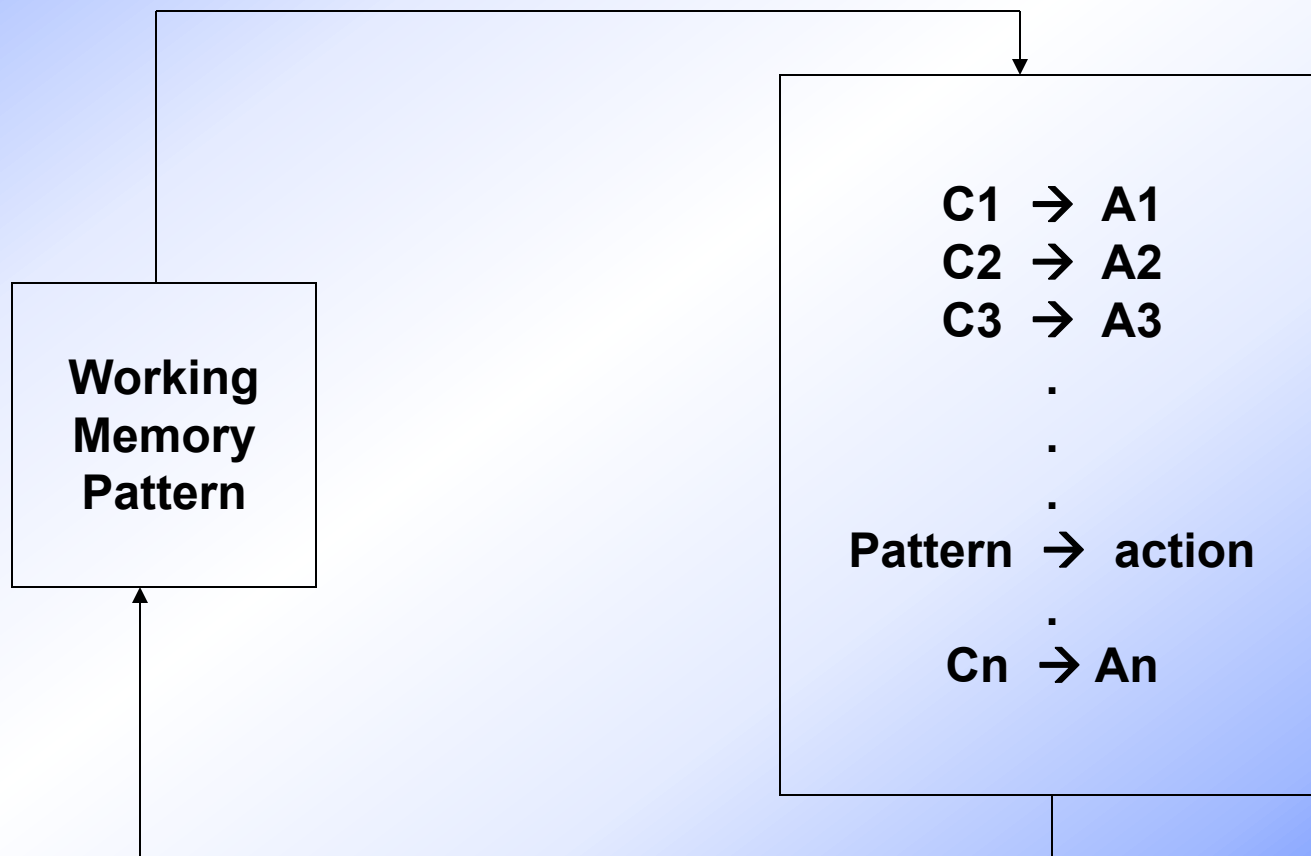 Working
Memory
Pattern
C1 → A1
C2 → A2
C3 → A3
.
.
.
Pattern → action
.
Cn → An